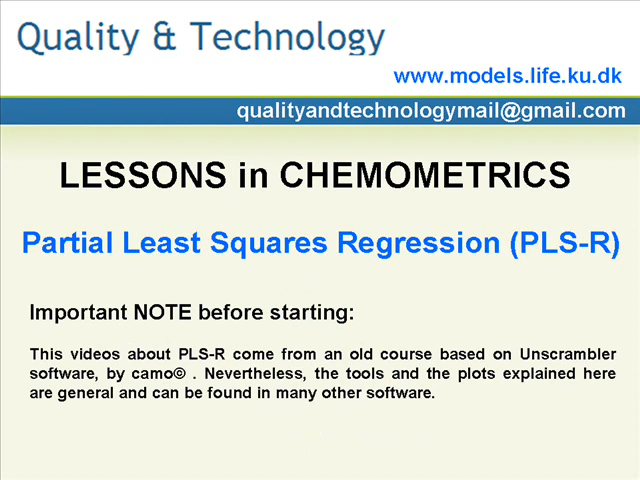 Quality & Technology
www.models.life.ku.dk
qualityandtechnologymail@gmail.com
LESSONS in CHEMOMETRICS
Partial Least Squares Regression (PLS-R)
Important NOTE before starting:
This videos about PLS-R come from an old course based on Unscrambler
software, by camo© . Nevertheless, the tools and the plots explained here
are general and can be found in many other software.